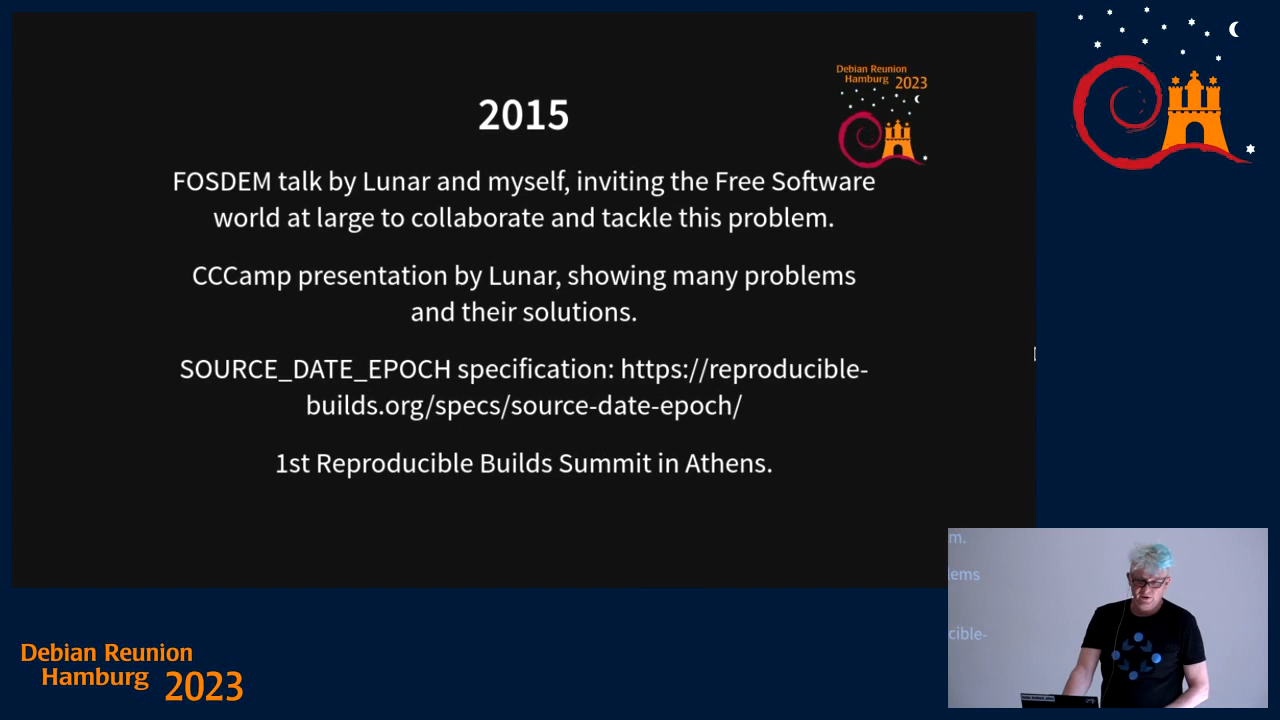 Debian Reunion
Hamburg 2023
2015
FOSDEM talk by Lunar and myself, inviting the Free Software
world at large to collaborate and tackle this problem.
CCCamp presentation by Lunar, showing many problems
and their solutions.
SOURCE_DATE_EPOCH specification: https://reproducible-
builds.org/specs/source-date-epoch/
1st Reproducible Builds Summit in Athens.
m.
lems
cible-
Debian Reunion
Hamburg 2023